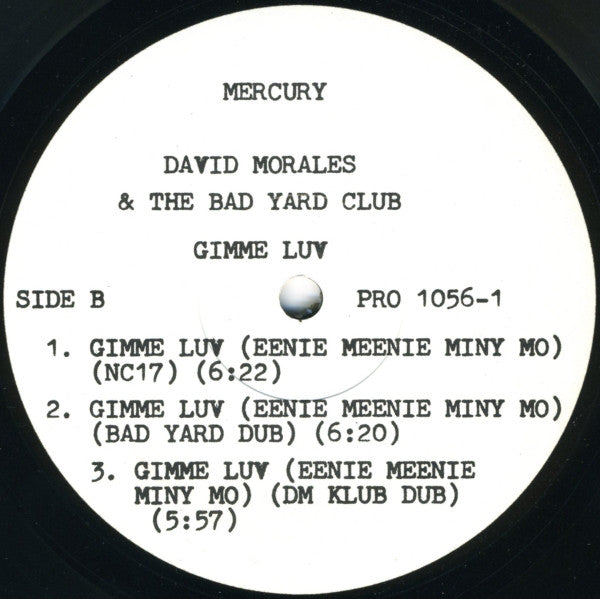 MERCURY
DAVID MORALES
& THE BAD YARD CLUB
GIMME LUV
SIDE B
PRO 1056-1
1. GIMME LUV (EENIE MEENIE MINY MO)
(NC17) (6:22)
2. GIMME LUV (EENIE MEENIE MINY MO)
(BAD YARD DUB) (6:20)
3. GIMME LUV (EENIE MEENIE
MINY MO) (DM KLUB DUB)
(5:57)